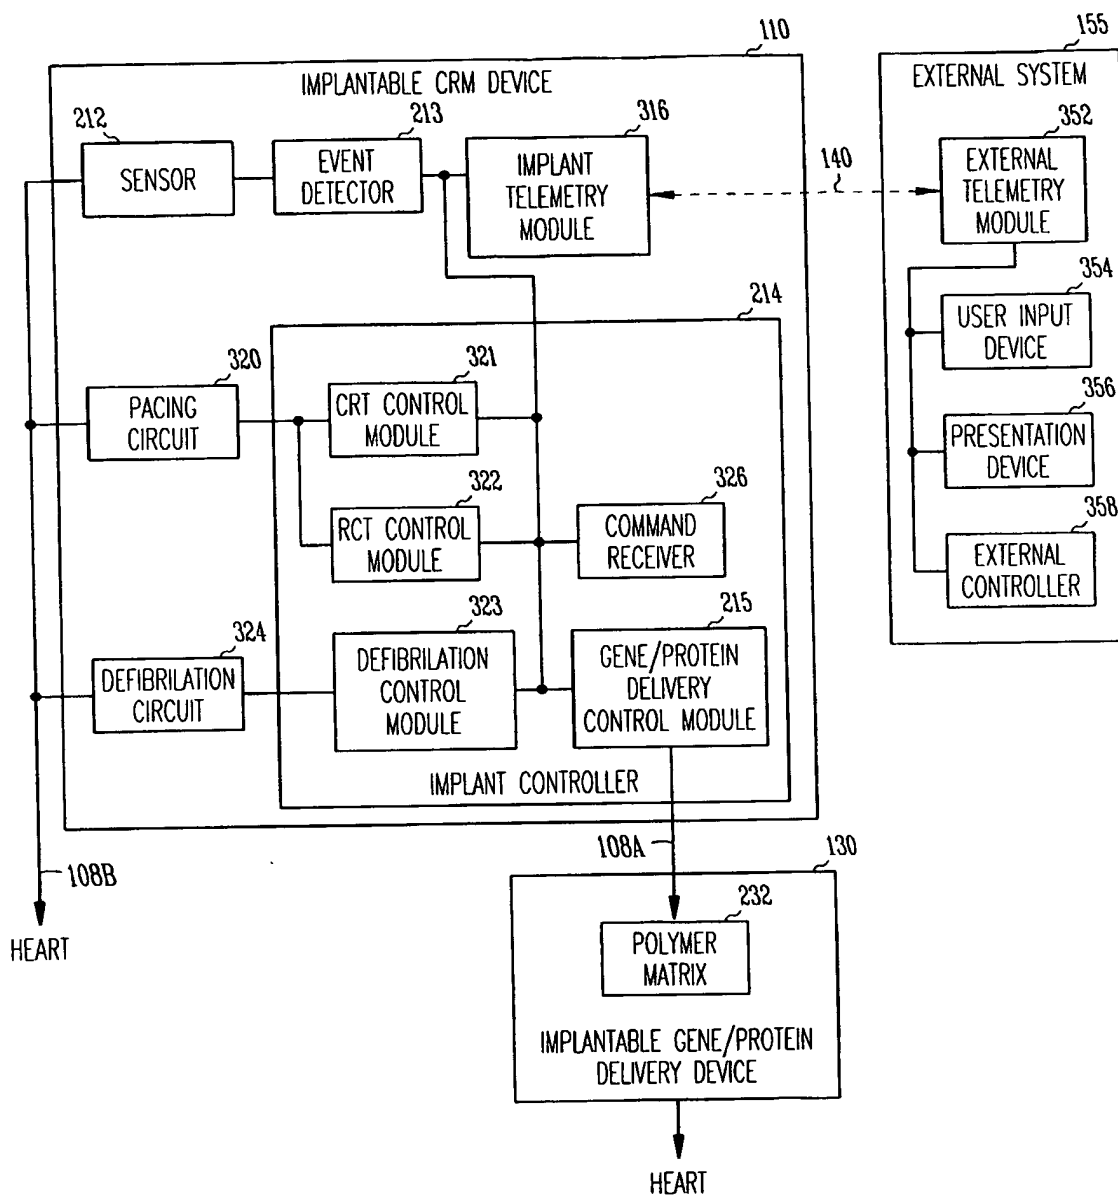 110
IMPLANTABLE CRM DEVICE
212
SENSOR
213
EVENT
DETECTOR
316
IMPLANT
TELEMETRY
MODULE
140
155
EXTERNAL SYSTEM
352
EXTERNAL
TELEMETRY
MODULE
354
USER INPUT
DEVICE
356
PRESENTATION
DEVICE
358
EXTERNAL
CONTROLLER
214
320
PACING
CIRCUIT
321
CRT CONTROL
MODULE
322
RCT CONTROL
MODULE
326
COMMAND
RECEIVER
324
DEFIBRILATION
CIRCUIT
323
DEFIBRILATION
CONTROL
MODULE
215
GENE/PROTEIN
DELIVERY
CONTROL MODULE
IMPLANT CONTROLLER
108B
HEART
108A
130
232
POLYMER
MATRIX
IMPLANTABLE GENE/PROTEIN
DELIVERY DEVICE
HEART